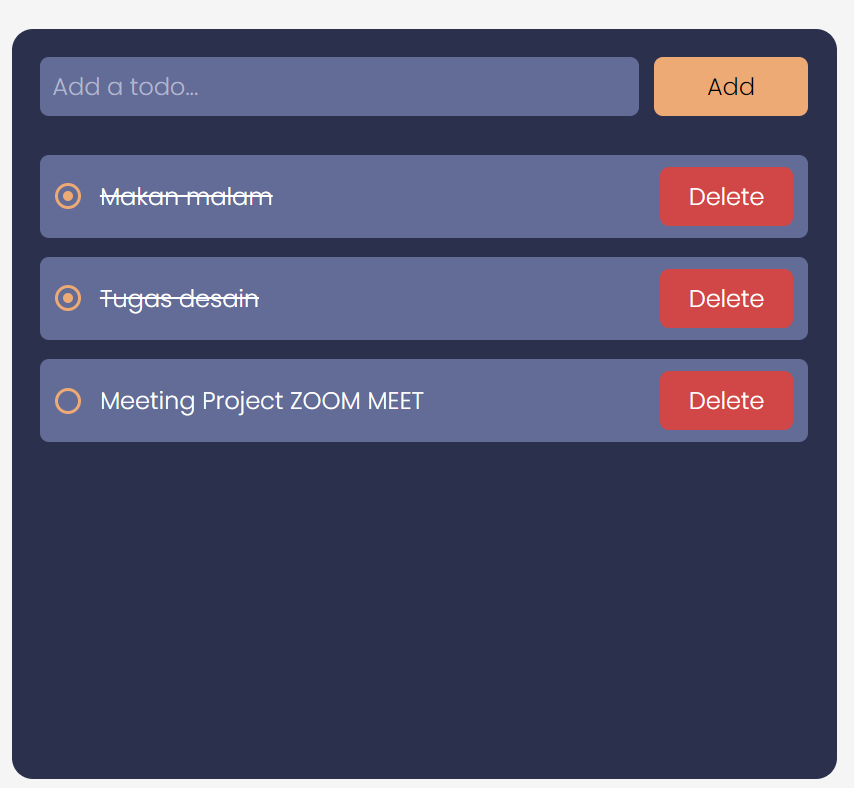 Add a todo...
Add
Makan malam
Delete
Tugas desain
Delete
Meeting Project ZOOM MEET
Delete